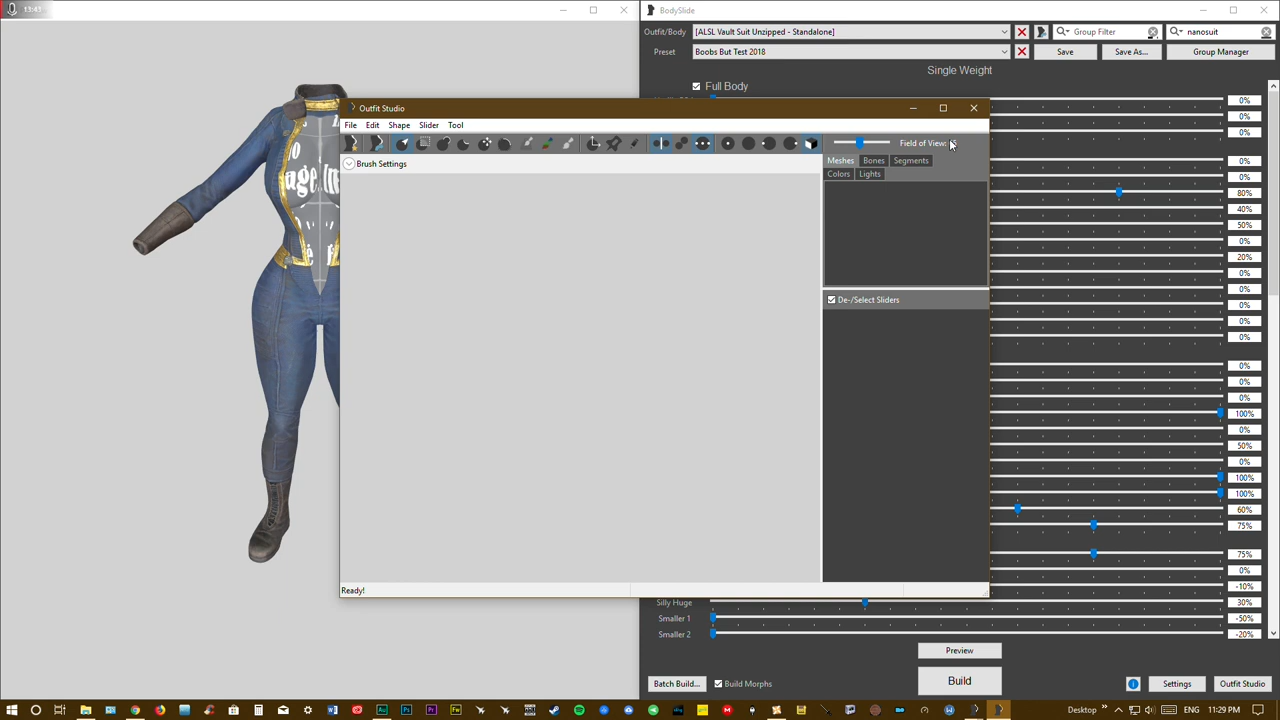 BodySlide
Outfit/Body
[ALSL Vault Suit Unzipped - Standalone]
Group Filter
nanosuit
Preset
Boobs But Test 2018
Save
Save As...
Group Manager
Single Weight
Full Body
0%
0%
0%
0%
0%
80%
40%
50%
0%
20%
0%
0%
0%
0%
0%
0%
0%
0%
100%
0%
50%
0%
100%
100%
60%
75%
75%
0%
-10%
Silly Huge
30%
Smaller 1
-50%
Smaller 2
-20%
Preview
Batch Build...
Build Morphs
Build
Settings
Outfit Studio
Outfit Studio
File
Edit
Shape
Slider
Tool
Field of View:
Brush Settings
Meshes
Bones
Segments
Colors
Lights
De-/Select Sliders
Ready!
Desktop
ENG
11:29 PM